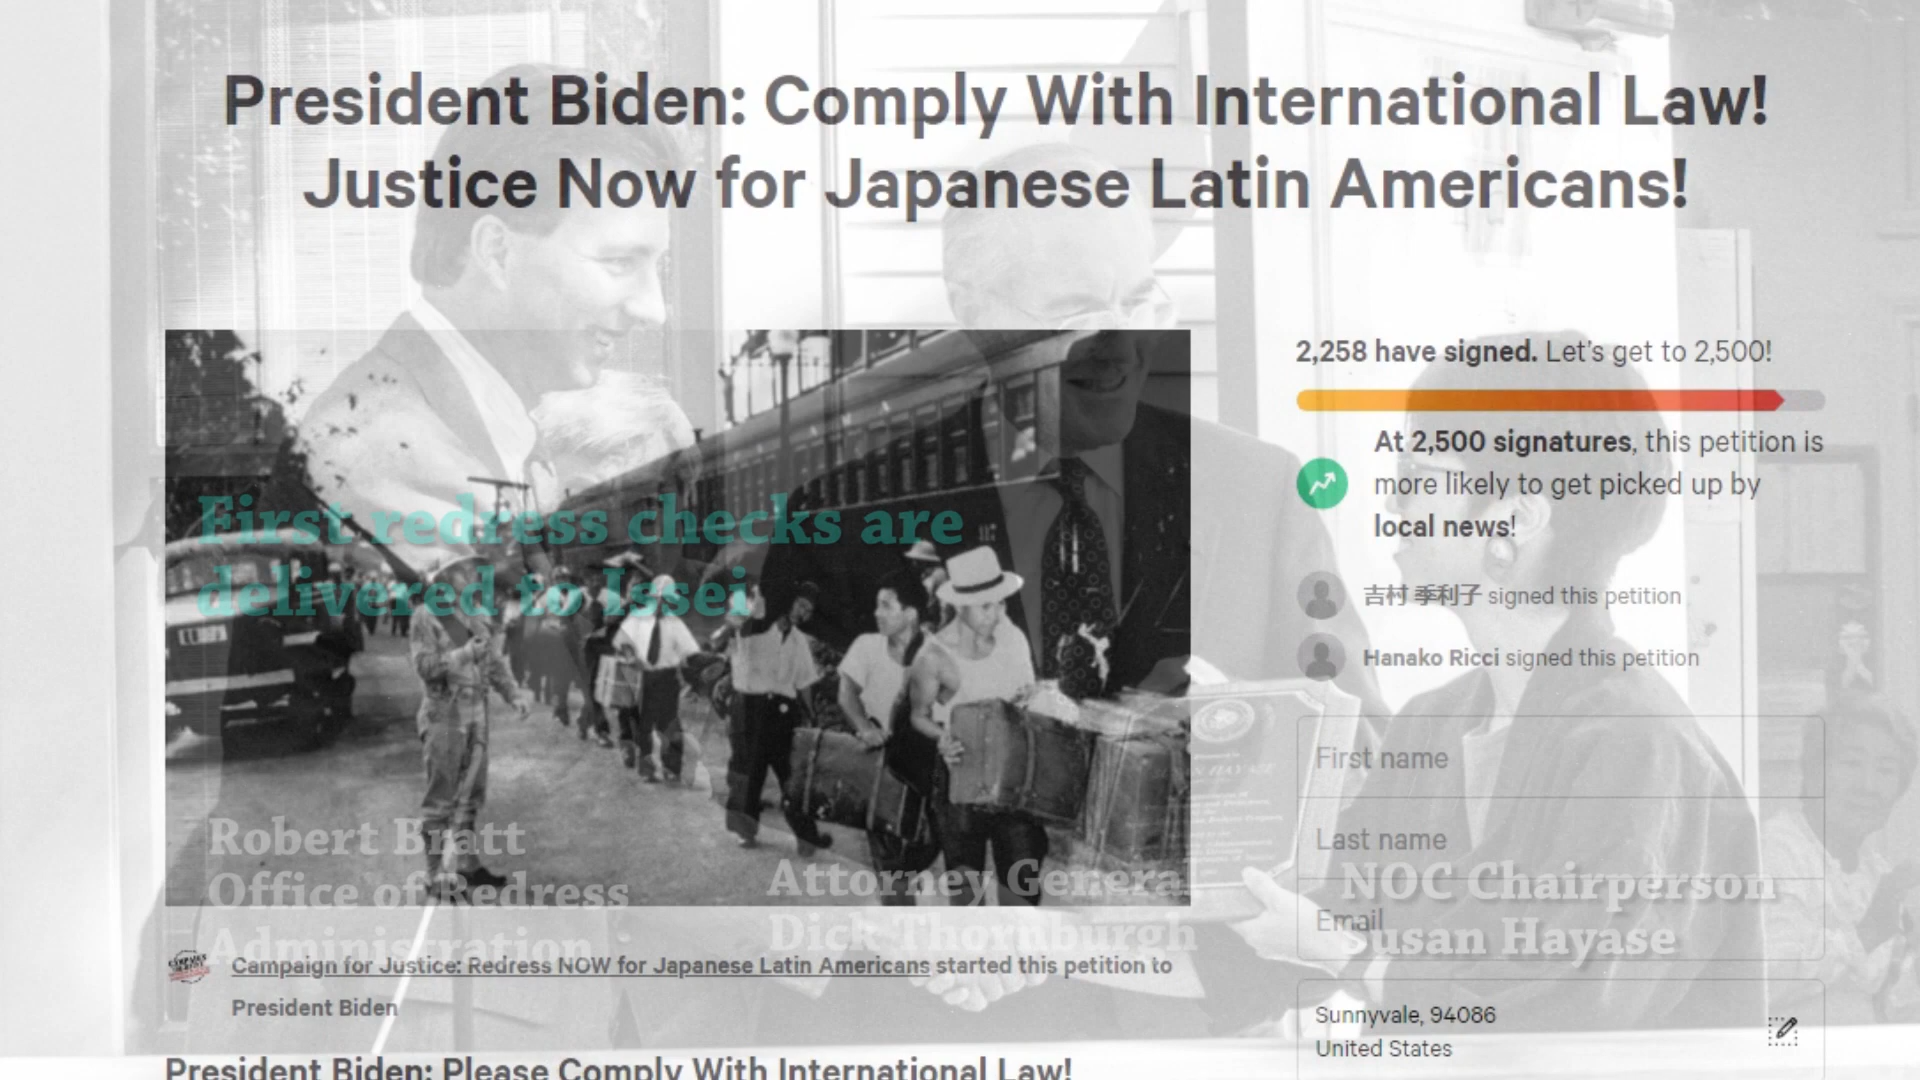 President Biden: Comply With International Law!
Justice Now for Japanese Latin Americans!
2,258 have signed. Let's get to 2,500!
At 2,500 signatures, this petition is
more likely to get picked up by
local news!
吉村 季利子 signed this petition
Hanako Ricci signed this petition
First name
Last name
Email
Sunnyvale, 94086
United States
First redress checks are
delivered to Issei
Robert Bratt
Office of Redress
Administration
Attorney General
Dick Thornburgh
NOC Chairperson
Susan Hayase
Campaign for Justice: Redress NOW for Japanese Latin Americans started this petition to
President Biden
President Biden: Please Comply With International Law!